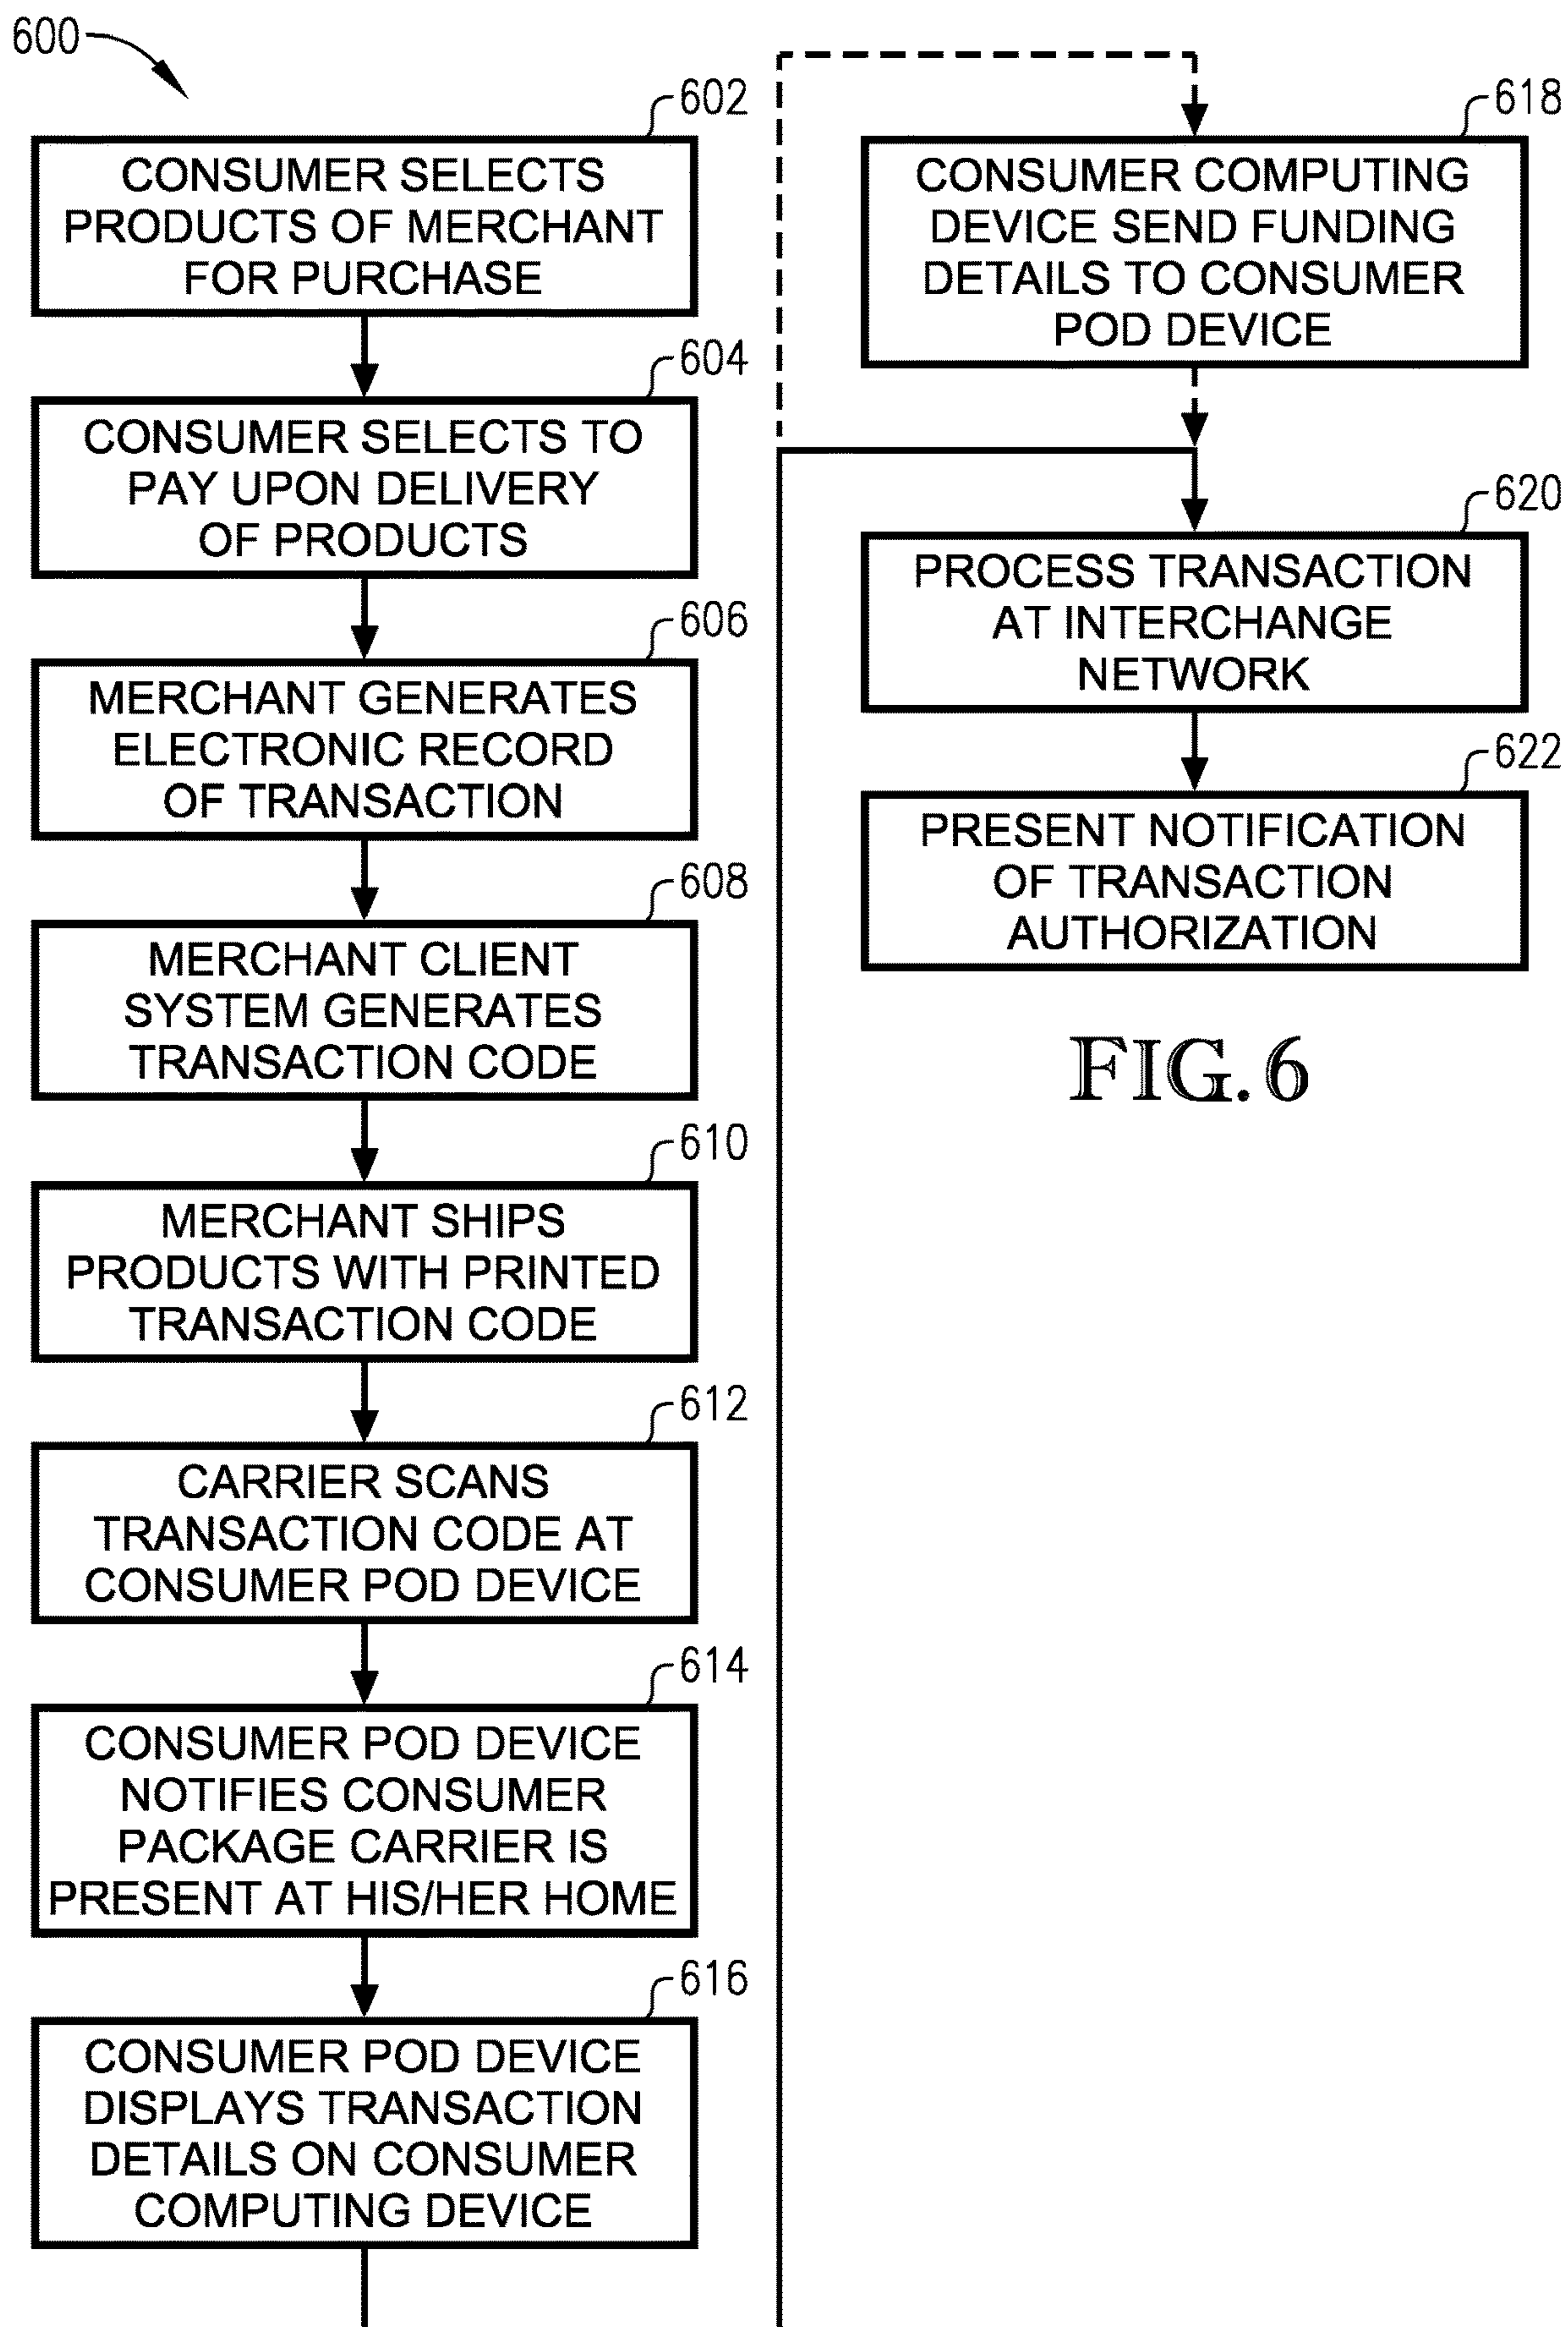 600
602
CONSUMER SELECTS
PRODUCTS OF MERCHANT
FOR PURCHASE
604
CONSUMER SELECTS TO
PAY UPON DELIVERY
OF PRODUCTS
606
MERCHANT GENERATES
ELECTRONIC RECORD
OF TRANSACTION
608
MERCHANT CLIENT
SYSTEM GENERATES
TRANSACTION CODE
610
MERCHANT SHIPS
PRODUCTS WITH PRINTED
TRANSACTION CODE
612
CARRIER SCANS
TRANSACTION CODE AT
CONSUMER POD DEVICE
614
CONSUMER POD DEVICE
NOTIFIES CONSUMER
PACKAGE CARRIER IS
PRESENT AT HIS/HER HOME
616
CONSUMER POD DEVICE
DISPLAYS TRANSACTION
DETAILS ON CONSUMER
COMPUTING DEVICE
618
CONSUMER COMPUTING
DEVICE SEND FUNDING
DETAILS TO CONSUMER
POD DEVICE
620
PROCESS TRANSACTION
AT INTERCHANGE
NETWORK
622
PRESENT NOTIFICATION
OF TRANSACTION
AUTHORIZATION
FIG. 6